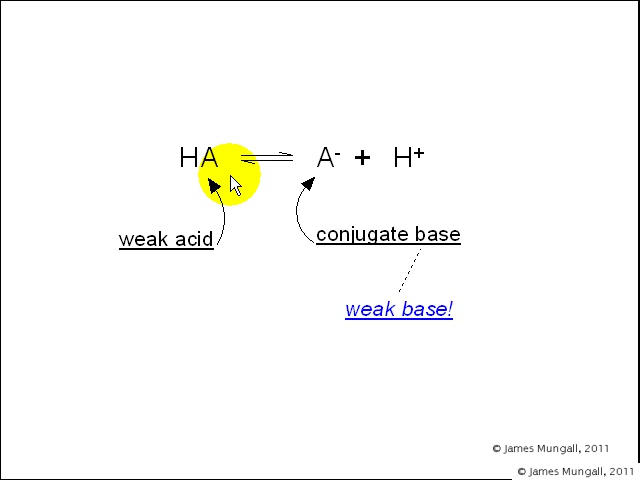 HA ⇌ A- + H+
weak acid
conjugate base
weak base!
© James Mungall, 2011
© James Mungall, 2011